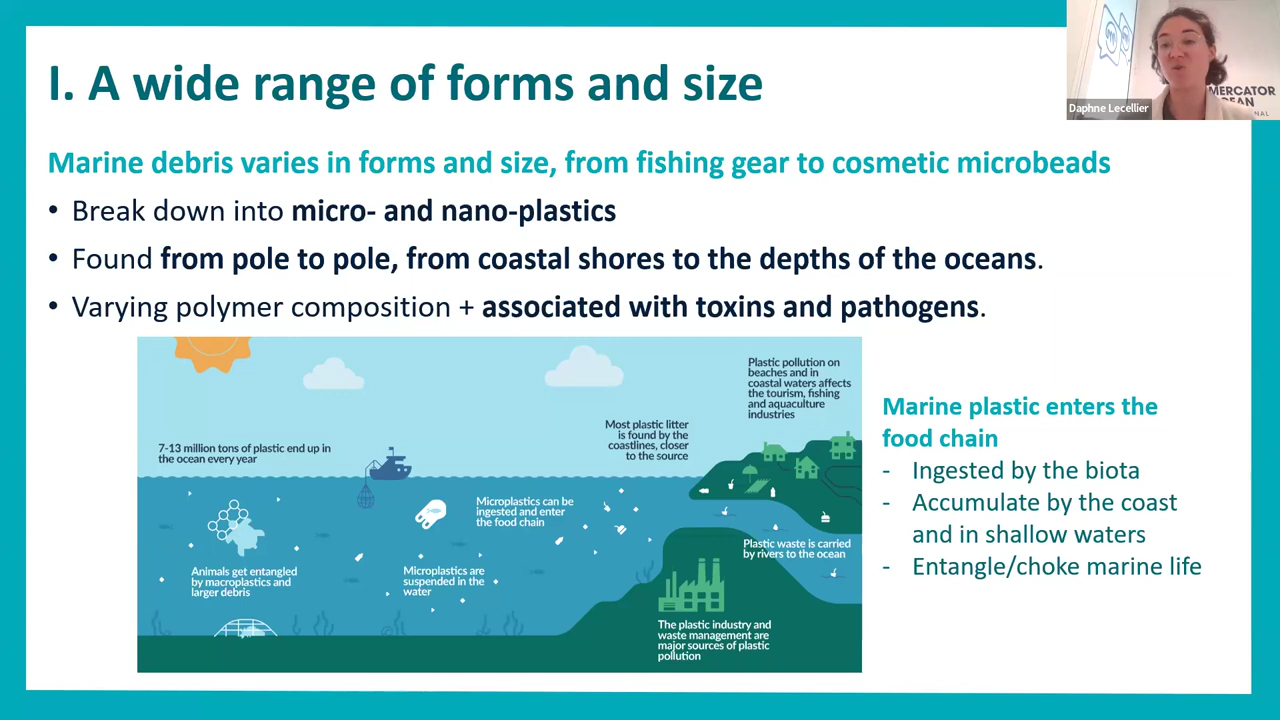 I. A wide range of forms and size
Daphne Lecellier
MERCATOR
OCEAN
Marine debris varies in forms and size, from fishing gear to cosmetic microbeads
• Break down into micro- and nano-plastics
• Found from pole to pole, from coastal shores to the depths of the oceans.
• Varying polymer composition + associated with toxins and pathogens.
7-13 million tons of plastic end up in
the ocean every year
Most plastic litter
is found by the
coastlines, closer
to the source
Plastic pollution on
beaches and in
coastal waters affects
the tourism, fishing
and aquaculture
industries
Animals get entangled
by macroplastics and
larger debris
Microplastics can be
ingested and enter
the food chain
Microplastics are
suspended in the
water
Plastic waste is carried
by rivers to the ocean
The plastic industry and
waste management are
major sources of plastic
pollution
Marine plastic enters the
food chain
- Ingested by the biota
- Accumulate by the coast
and in shallow waters
- Entangle/choke marine life